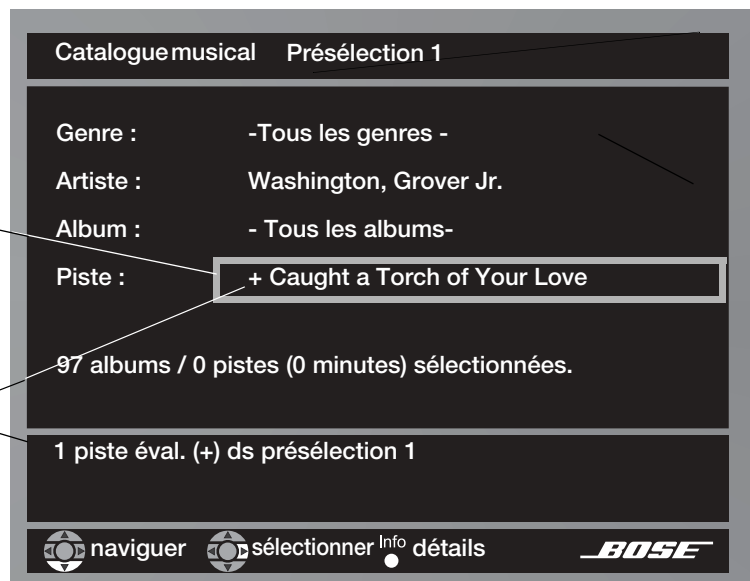 Catalogue musical Présélection 1
Genre : -Tous les genres -
Artiste : Washington, Grover Jr.
Album : - Tous les albums-
Piste : + Caught a Torch of Your Love
97 albums / 0 pistes (0 minutes) sélectionnées.
1 piste éval. (+) ds présélection 1
naviguer sélectionner Info détails BOSE